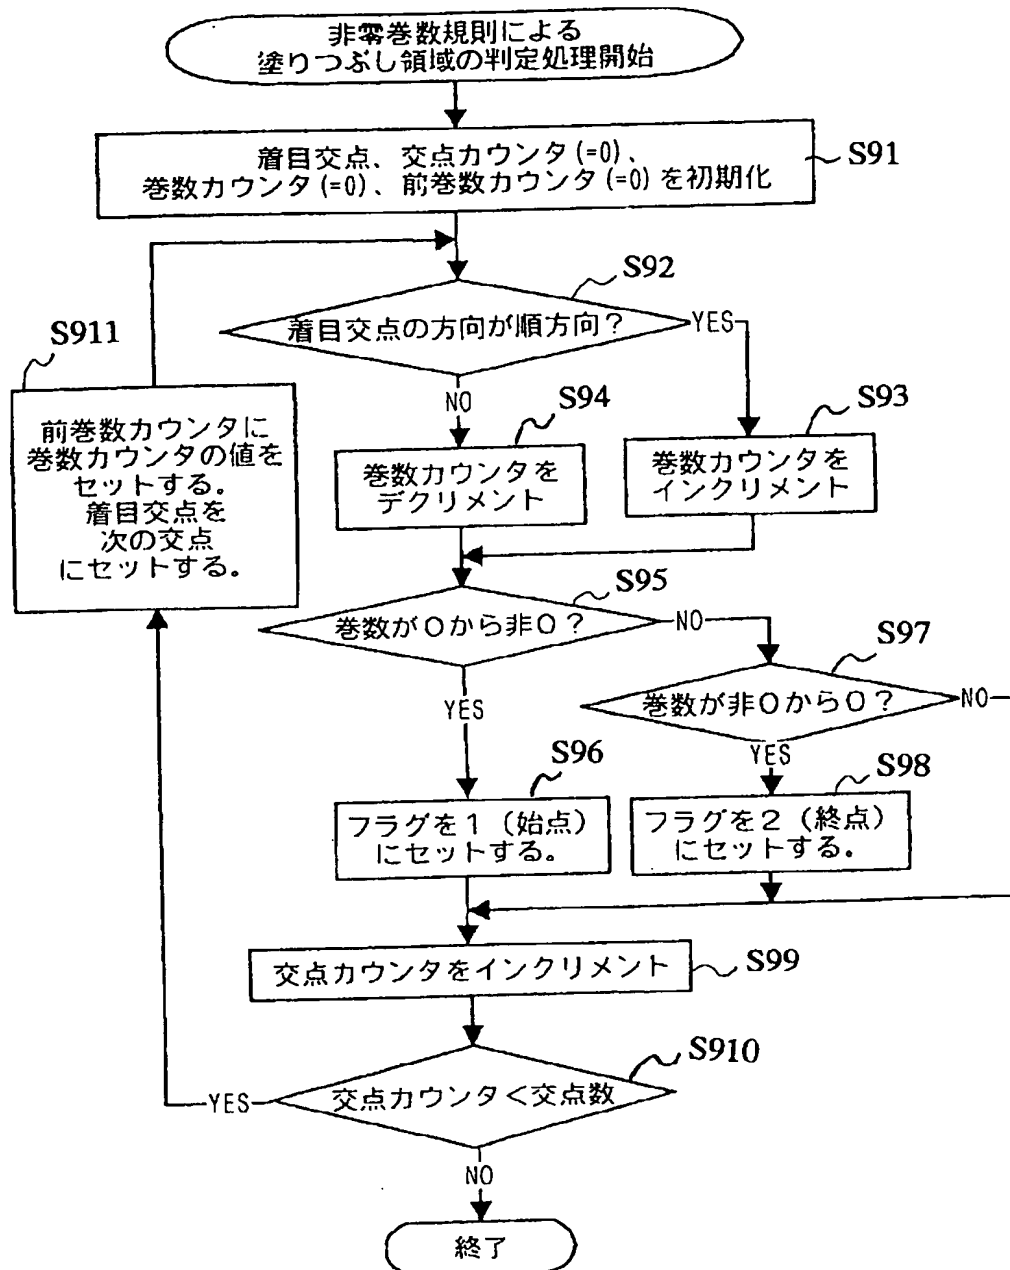 非零巻数規則による
塗りつぶし領域の判定処理開始
着目交点、交点カウンタ(=0)、
巻数カウンタ(=0)、前巻数カウンタ(=0)を初期化
S91
S92
着目交点の方向が順方向？
YES
NO
S911
前巻数カウンタに
巻数カウンタの値を
セットする。
着目交点を
次の交点
にセットする。
S94
巻数カウンタを
デクリメント
S93
巻数カウンタを
インクリメント
S95
巻数が０から非０？
NO
YES
S97
巻数が非０から０？
NO
YES
S96
フラグを１（始点）
にセットする。
S98
フラグを２（終点）
にセットする。
交点カウンタをインクリメント
S99
S910
交点カウンタ＜交点数
YES
NO
終了